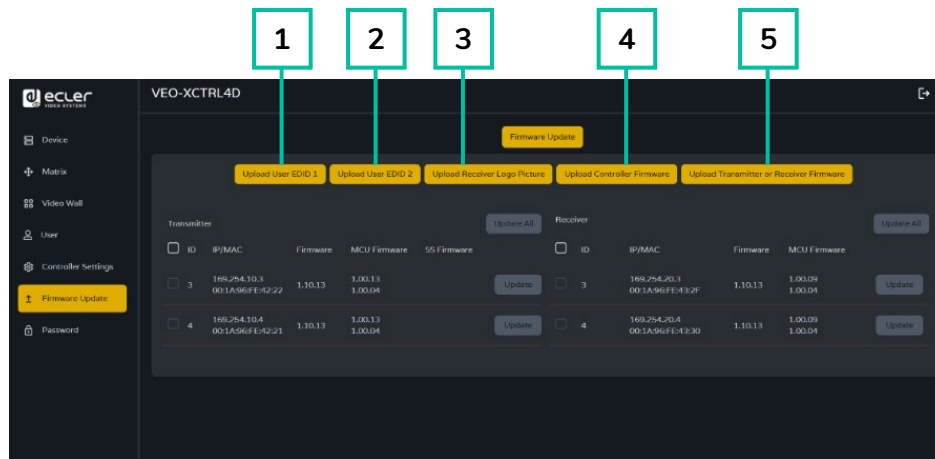 1 2 3 4 5
ecler
VIDEO SYSTEMS
VEO-XCTRL4D
Device
Matrix
Video Wall
User
Controller Settings
Firmware Update
Password
Firmware Update
Upload User EDID 1 Upload User EDID 2 Upload Receiver Logo Picture Upload Controller Firmware Upload Transmitter or Receiver Firmware
Transmitter Update All
ID IP/MAC Firmware MCU Firmware SS Firmware
3 169.254.10.3 1.10.13 1.00.13 Update
00:1A:96:FE:42:22 1.00.04
4 169.254.10.4 1.10.13 1.00.13 Update
00:1A:96:FE:42:21 1.00.04
Receiver Update All
ID IP/MAC Firmware MCU Firmware
3 169.254.20.3 1.10.13 1.00.09 Update
00:1A:96:FE:43:2F 1.00.04
4 169.254.20.4 1.10.13 1.00.09 Update
00:1A:96:FE:43:30 1.00.04